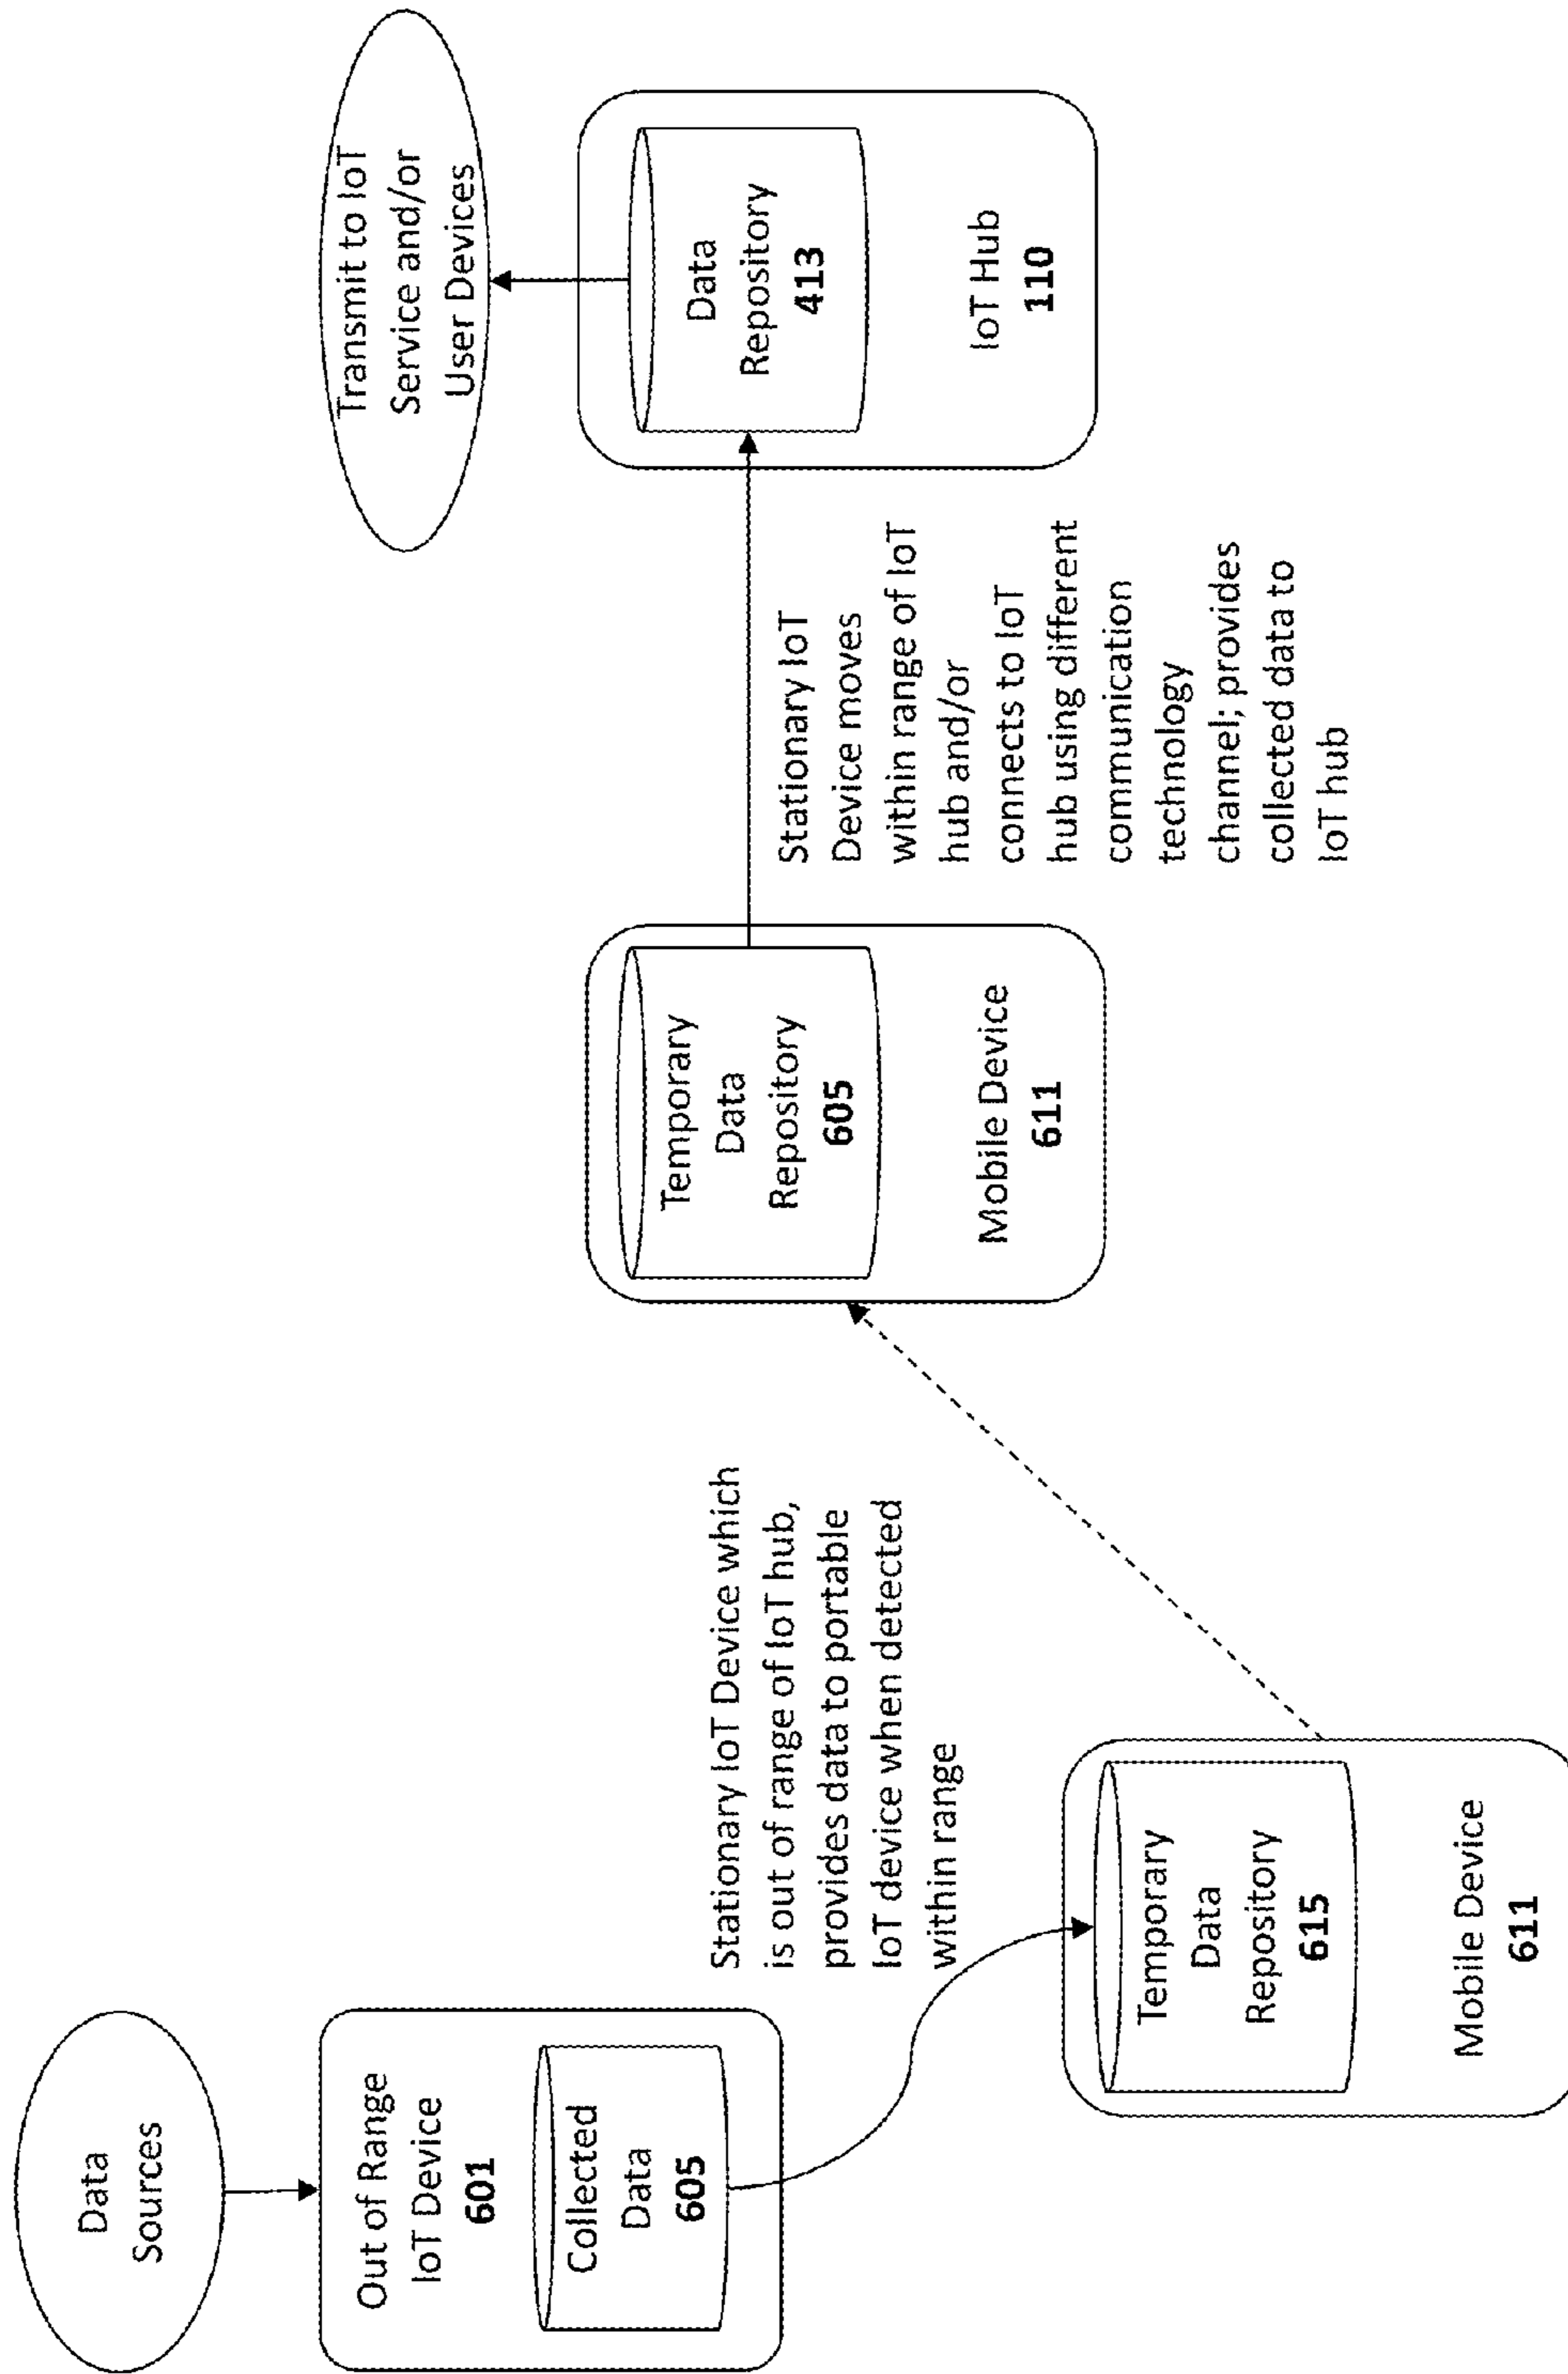 Data
Sources
Out of Range
IoT Device
601
Collected
Data
605
Stationary IoT Device which
is out of range of IoT hub,
provides data to portable
IoT device when detected
within range
Temporary
Data
Repository
615
Mobile Device
611
Temporary
Data
Repository
605
Mobile Device
611
Stationary IoT
Device moves
within range of IoT
hub and/or
connects to IoT
hub using different
communication
technology
channel; provides
collected data to
IoT hub
Data
Repository
413
IoT Hub
110
Transmit to IoT
Service and/or
User Devices